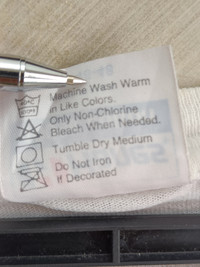 Machine Wash Warm
in Like Colors.
Only Non-Chlorine
Bleach When Needed.
Tumble Dry Medium
Do Not Iron
If Decorated